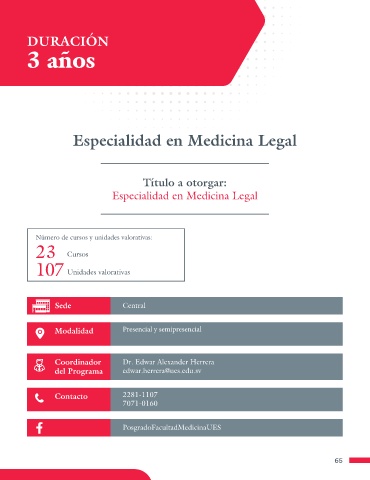 DURACIÓN
3 años
Especialidad en Medicina Legal
Título a otorgar:
Especialidad en Medicina Legal
Número de cursos y unidades valorativas:
23 Cursos
107 Unidades valorativas
Sede Central
Modalidad Presencial y semipresencial
Coordinador Dr. Edwar Alexander Herrera
del Programa edwar.herrera@ues.edu.sv
Contacto 2281-1107
7071-0160
PosgradoFacultadMedicinaUES
65